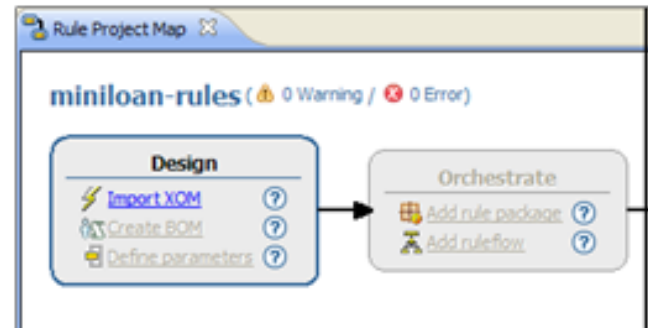 Rule Project Map
miniloan-rules ( 0 Warning / 0 Error)
Design
Import XOM
Create BOM
Define parameters
Orchestrate
Add rule package
Add ruleflow